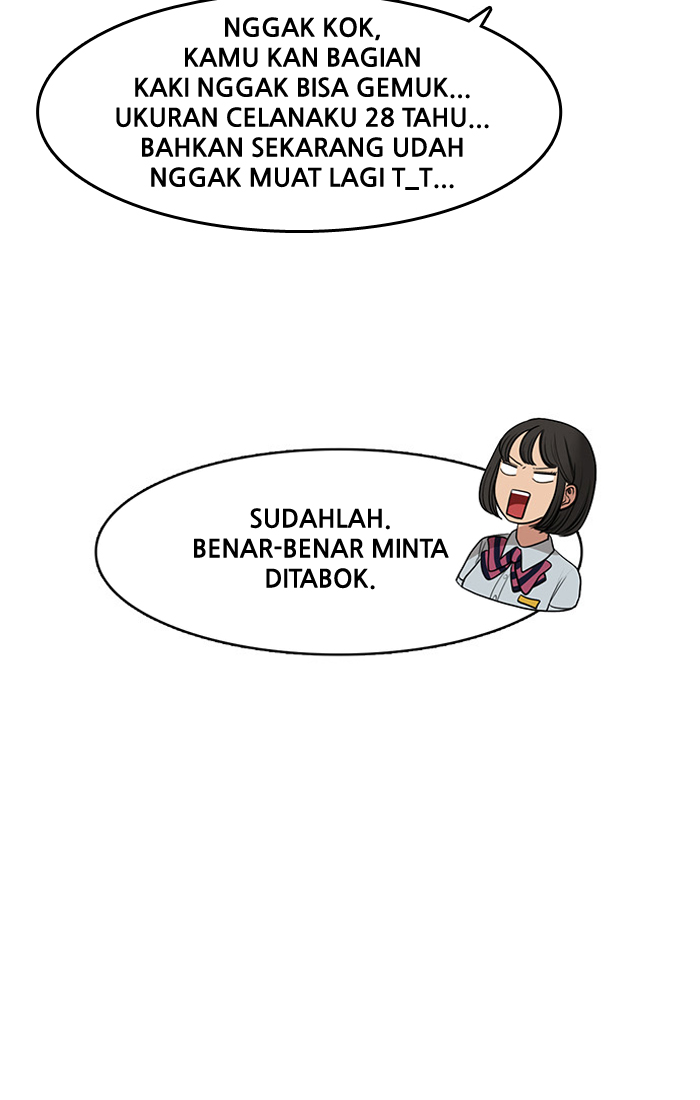 NGGAK KOK,
KAMU KAN BAGIAN
KAKI NGGAK BISA GEMUK...
UKURAN CELANAKU 28 TAHU...
BAHKAN SEKARANG UDAH
NGGAK MUAT LAGI T_T...
SUDAHLAH.
BENAR-BENAR MINTA
DITABOK.